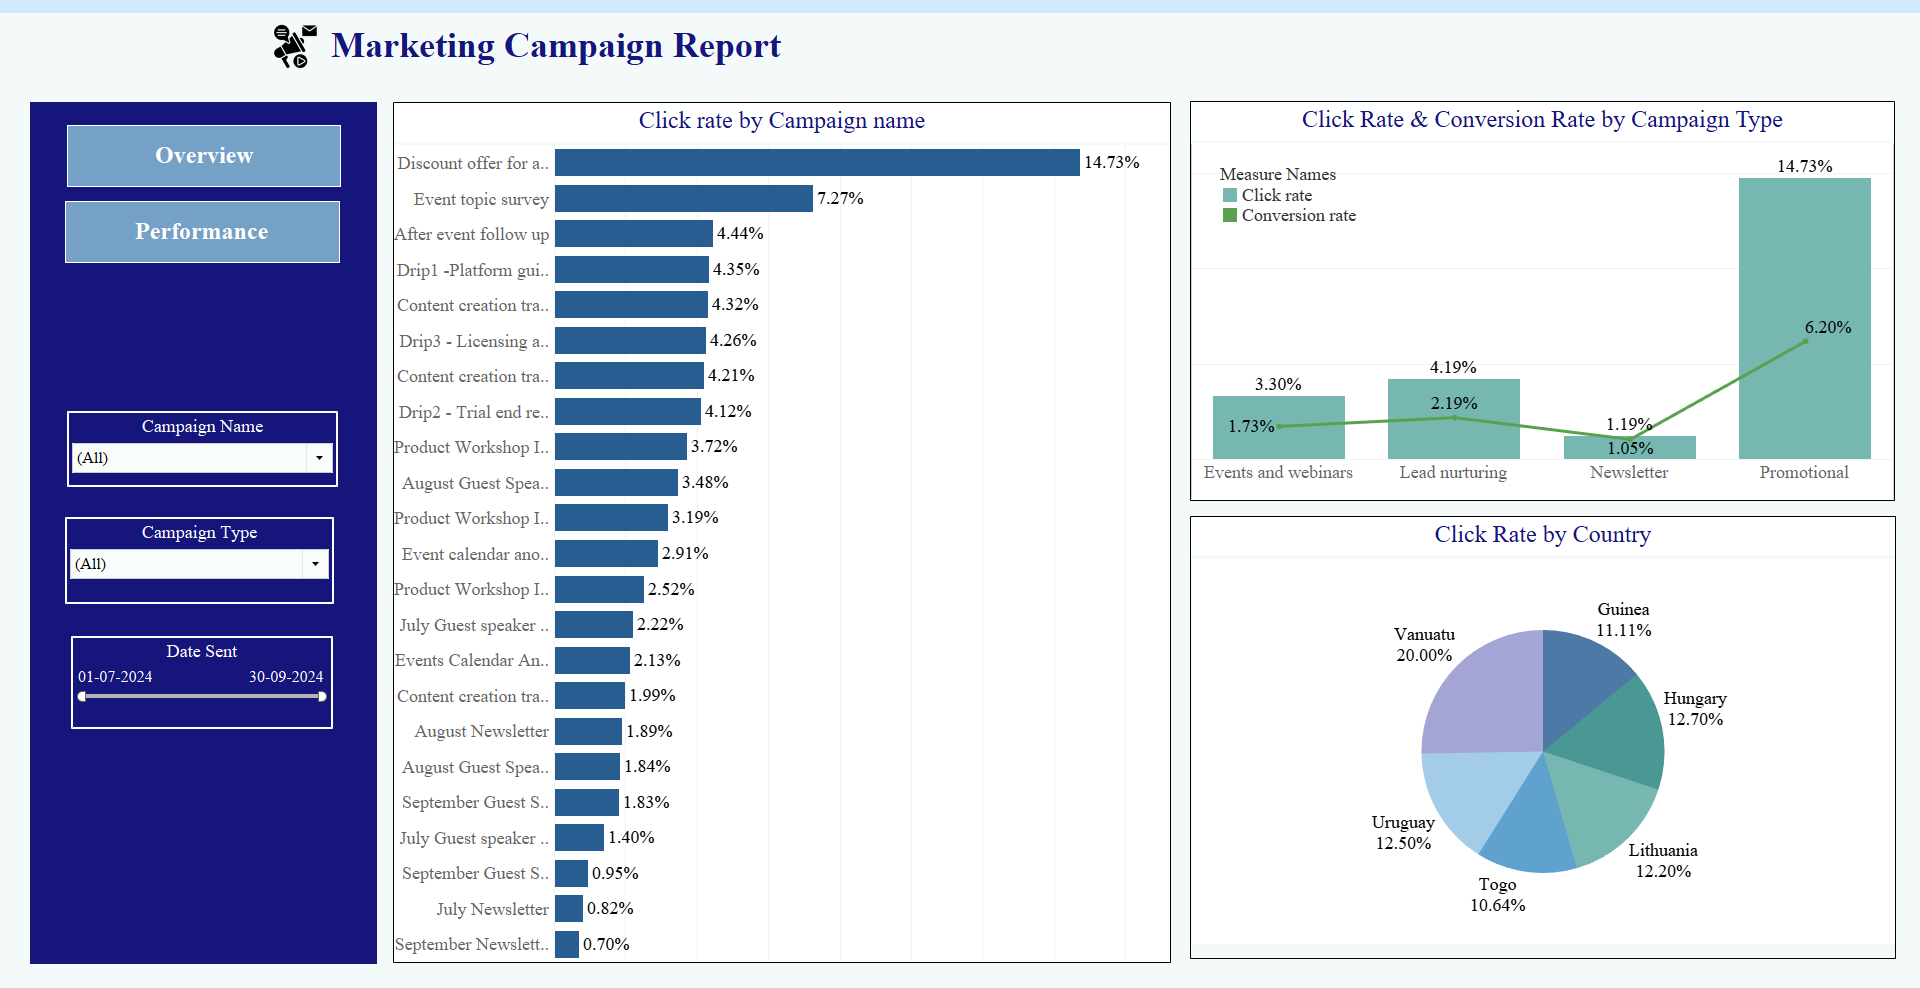 Marketing Campaign Report
Overview
Performance
Campaign Name
(All)
Campaign Type
(All)
Date Sent
01-07-2024 30-09-2024
Click rate by Campaign name
Discount offer for a.. 14.73%
Event topic survey 7.27%
After event follow up 4.44%
Drip1 -Platform gui.. 4.35%
Content creation tra.. 4.32%
Drip3 - Licensing a.. 4.26%
Content creation tra.. 4.21%
Drip2 - Trial end re.. 4.12%
Product Workshop I.. 3.72%
August Guest Spea.. 3.48%
Product Workshop I.. 3.19%
Event calendar ano.. 2.91%
Product Workshop I.. 2.52%
July Guest speaker .. 2.22%
Events Calendar An.. 2.13%
Content creation tra.. 1.99%
August Newsletter 1.89%
August Guest Spea.. 1.84%
September Guest S.. 1.83%
July Guest speaker .. 1.40%
September Guest S.. 0.95%
July Newsletter 0.82%
September Newslett.. 0.70%
Click Rate & Conversion Rate by Campaign Type
Measure Names
Click rate
Conversion rate
14.73%
6.20%
3.30%
4.19%
1.73%
2.19%
1.19%
1.05%
Events and webinars Lead nurturing Newsletter Promotional
Click Rate by Country
Guinea
11.11%
Vanuatu
20.00%
Hungary
12.70%
Uruguay
12.50%
Lithuania
12.20%
Togo
10.64%